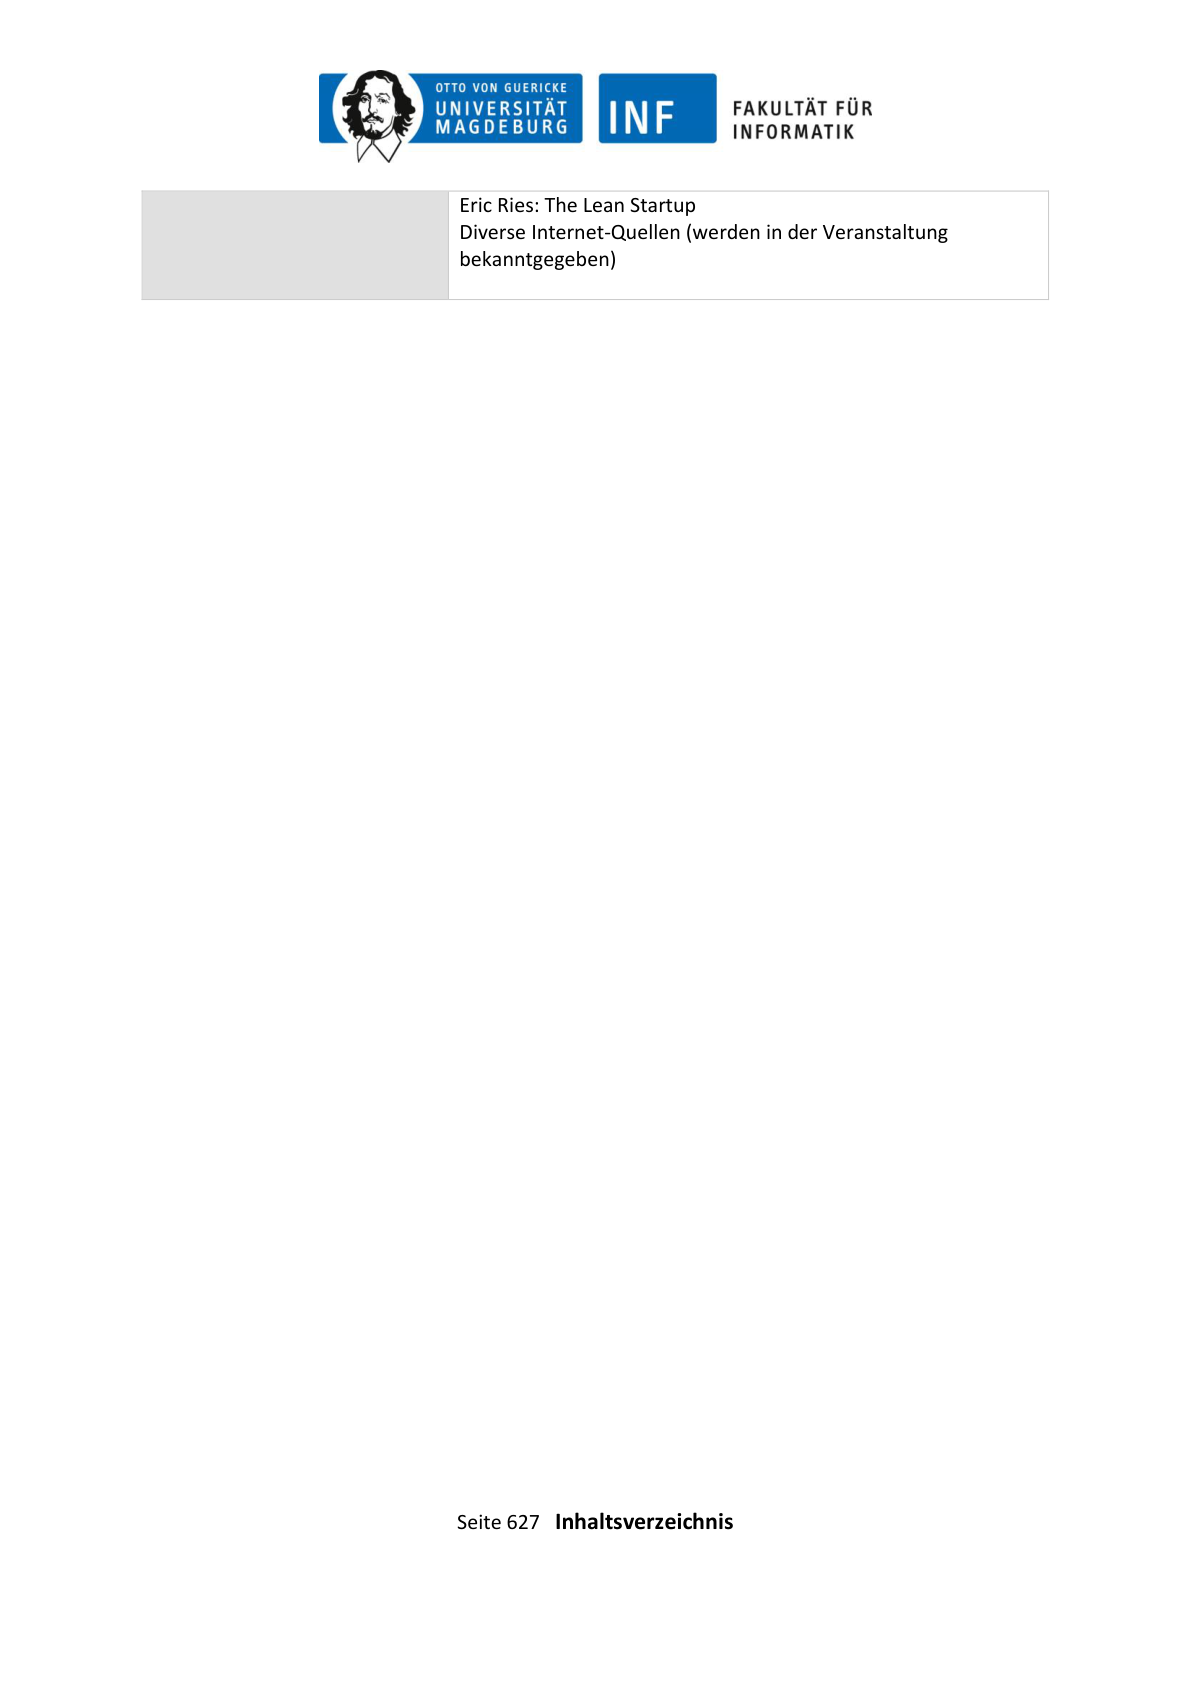 OTTO VON GUERICKE
UNIVERSITÄT
MAGDEBURG
INF
FAKULTÄT FÜR
INFORMATIK
Eric Ries: The Lean Startup
Diverse Internet-Quellen (werden in der Veranstaltung
bekanntgegeben)
Seite 627 Inhaltsverzeichnis